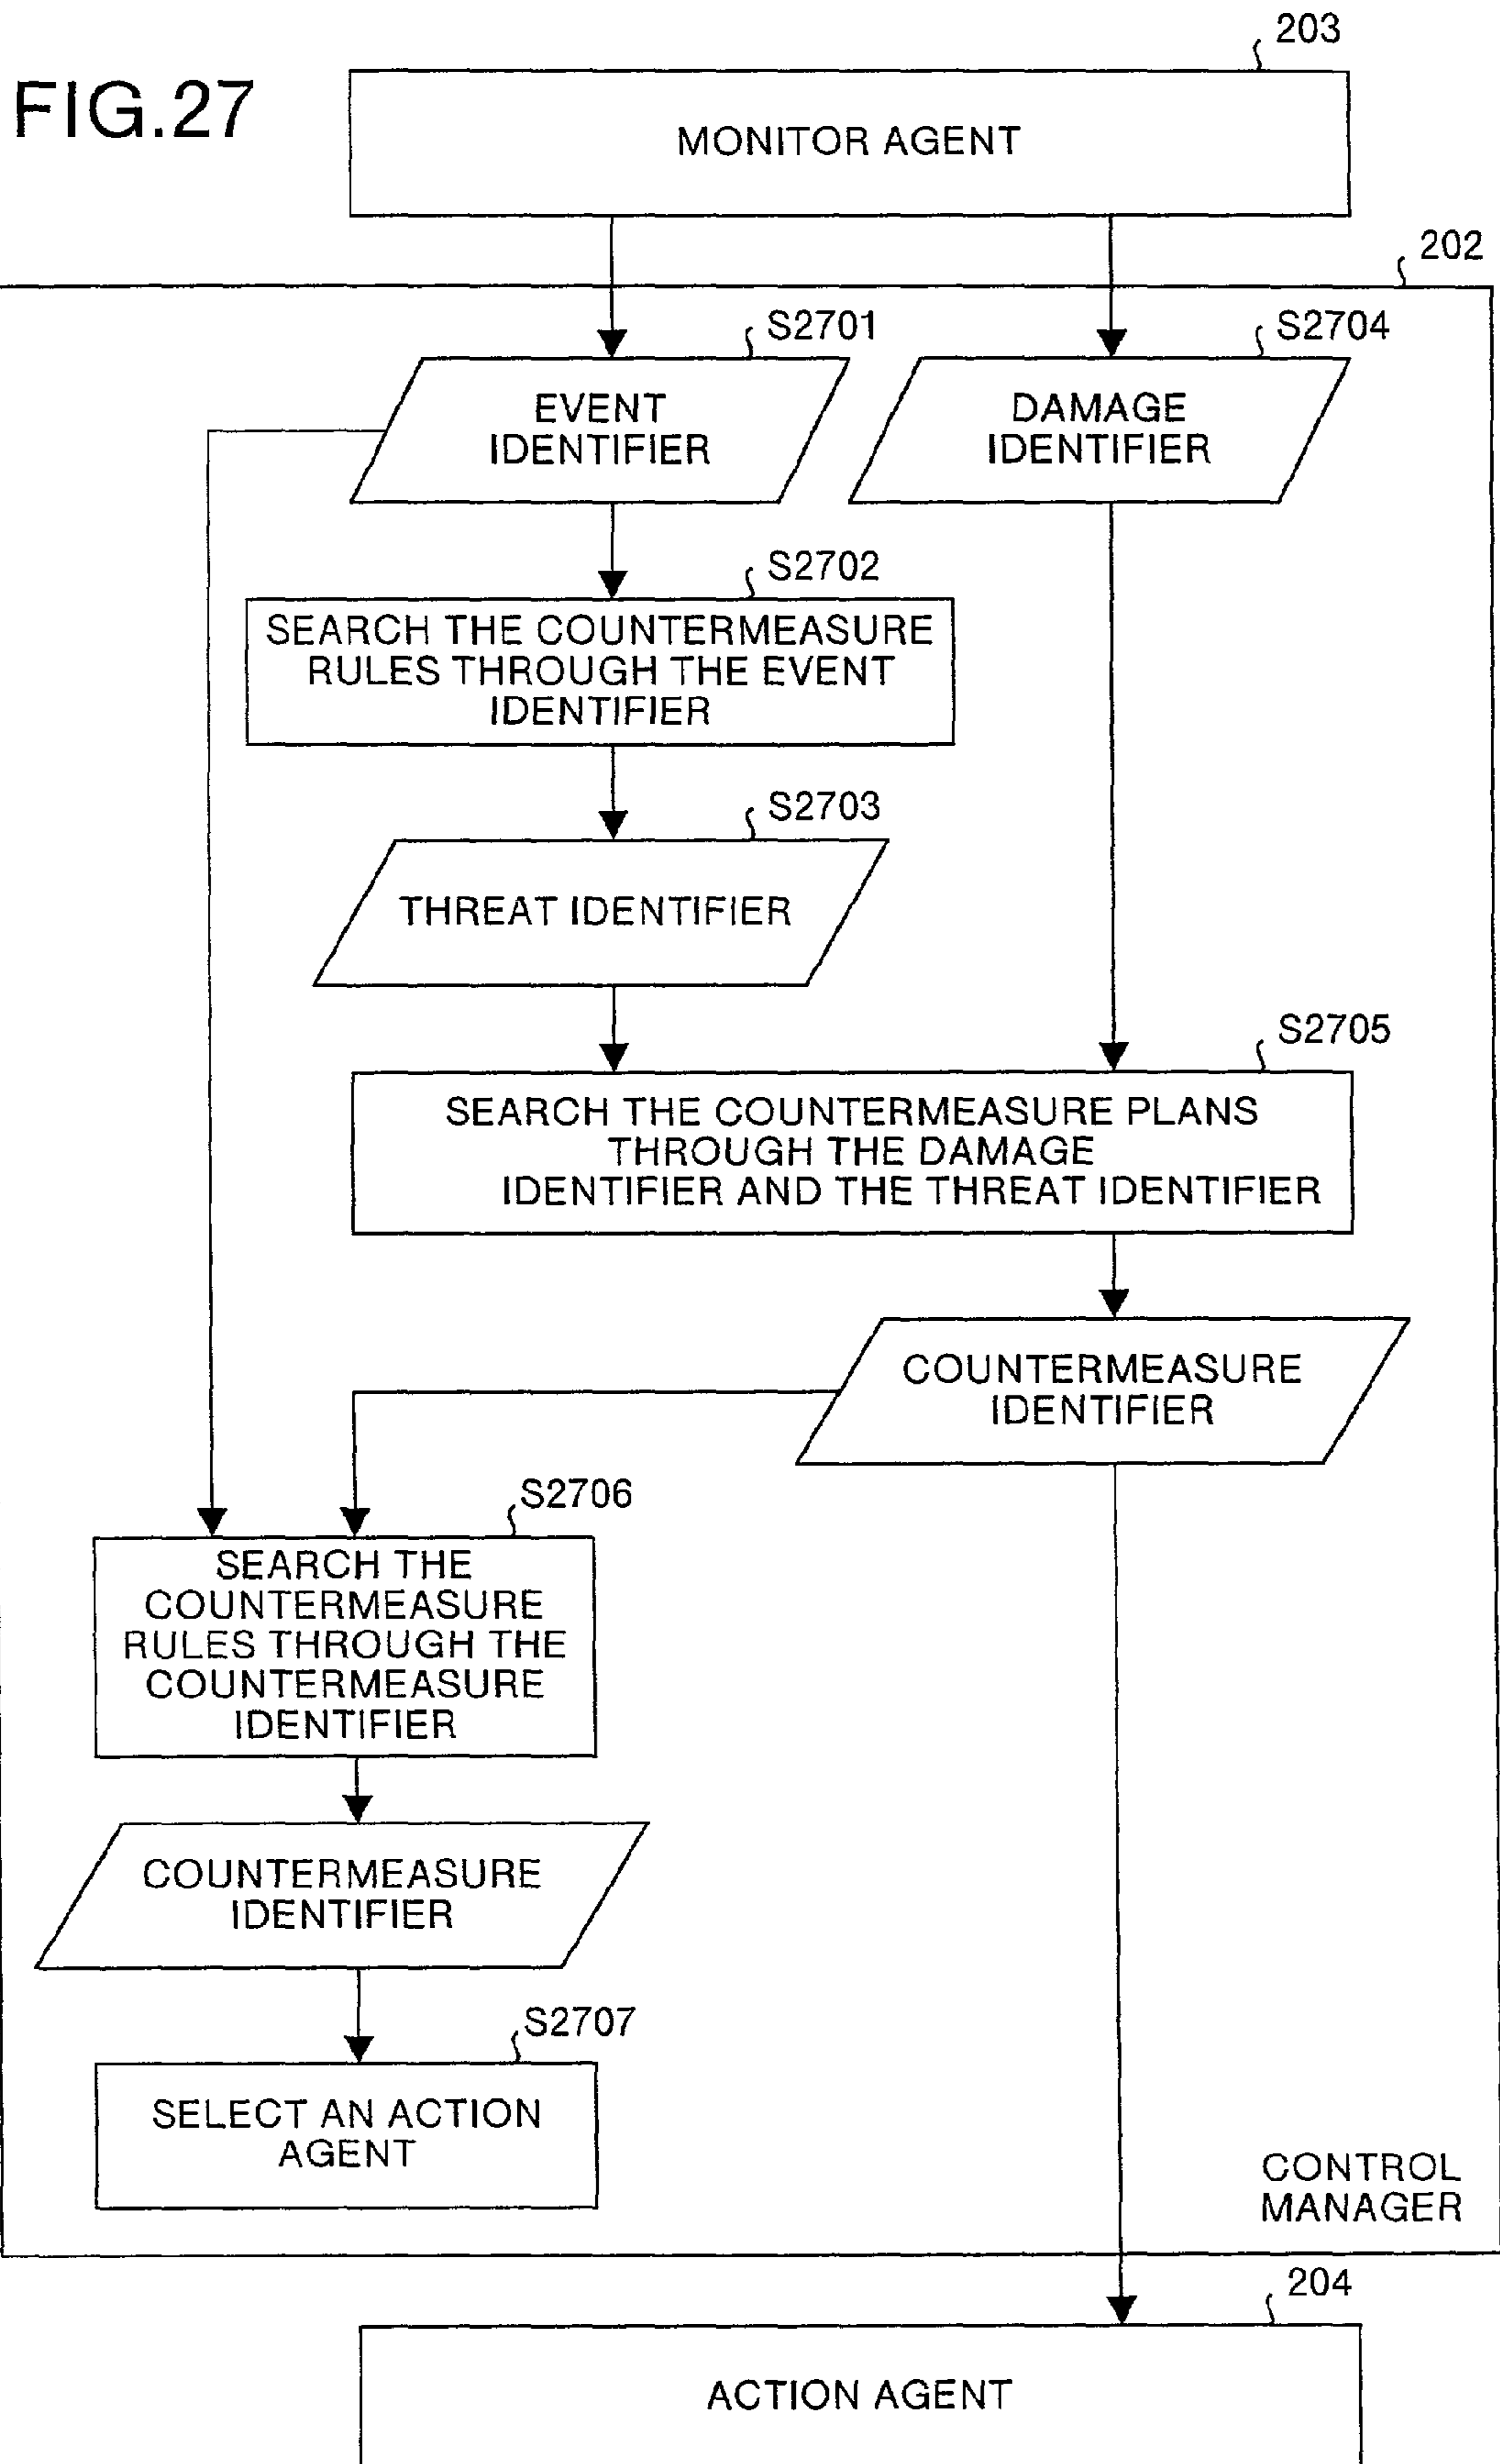 FIG.27
203
MONITOR AGENT
202
S2701
EVENT
IDENTIFIER
S2704
DAMAGE
IDENTIFIER
S2702
SEARCH THE COUNTERMEASURE
RULES THROUGH THE EVENT
IDENTIFIER
S2703
THREAT IDENTIFIER
S2705
SEARCH THE COUNTERMEASURE PLANS
THROUGH THE DAMAGE
IDENTIFIER AND THE THREAT IDENTIFIER
COUNTERMEASURE
IDENTIFIER
S2706
SEARCH THE
COUNTERMEASURE
RULES THROUGH THE
COUNTERMEASURE
IDENTIFIER
COUNTERMEASURE
IDENTIFIER
S2707
SELECT AN ACTION
AGENT
CONTROL
MANAGER
204
ACTION AGENT